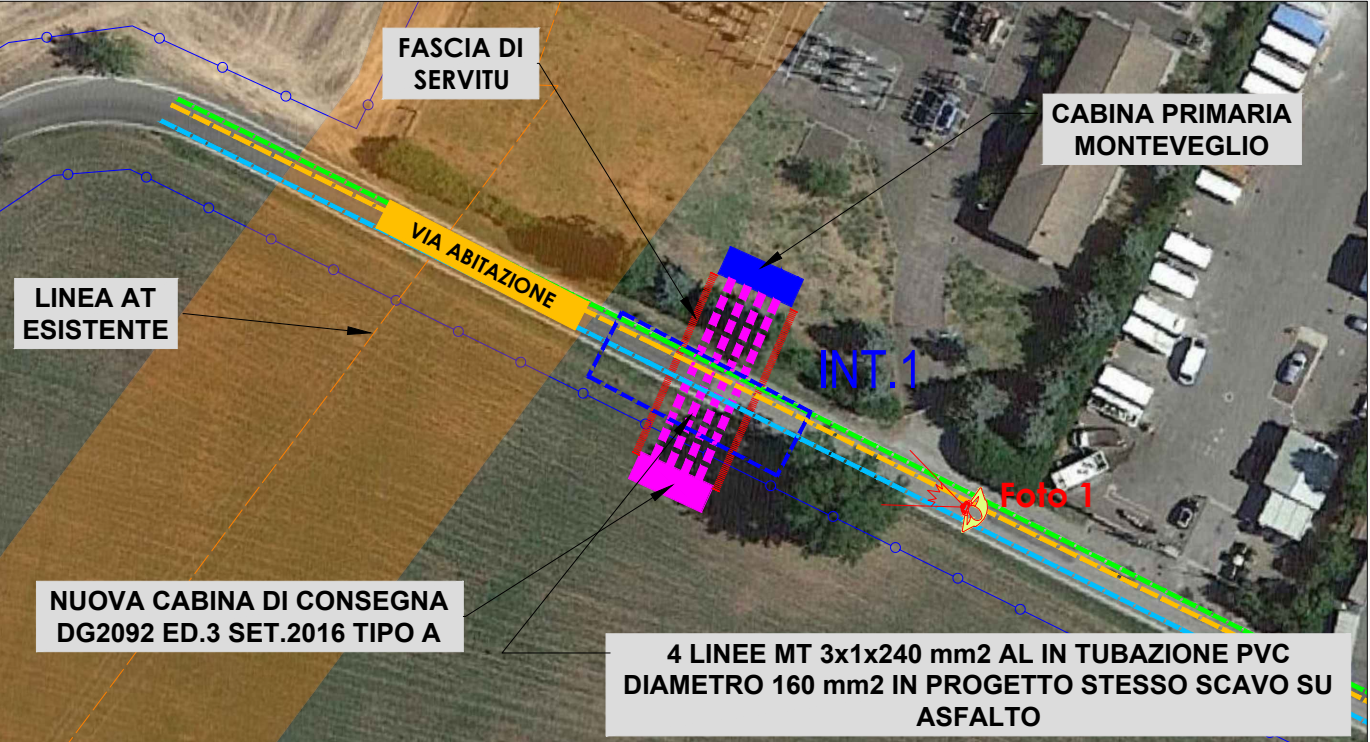 FASCIA DI
SERVITU
CABINA PRIMARIA
MONTEVEGLIO
VIA ABITAZIONE
LINEA AT
ESISTENTE
INT.1
Foto 1
NUOVA CABINA DI CONSEGNA
DG2092 ED.3 SET.2016 TIPO A
4 LINEE MT 3x1x240 mm2 AL IN TUBAZIONE PVC
DIAMETRO 160 mm2 IN PROGETTO STESSO SCAVO SU
ASFALTO